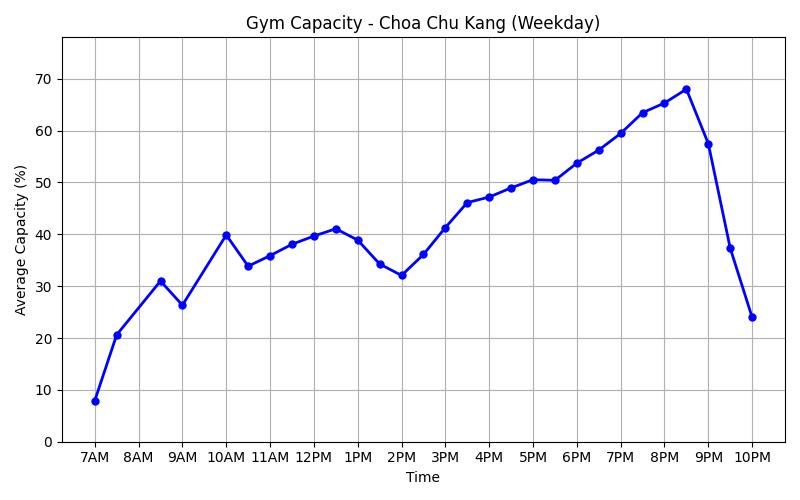 Gym Capacity - Choa Chu Kang (Weekday)
Average Capacity (%)
70
60
50
40
30
20
10
0
7AM 8AM 9AM 10AM 11AM 12PM 1PM 2PM 3PM 4PM 5PM 6PM 7PM 8PM 9PM 10PM
Time